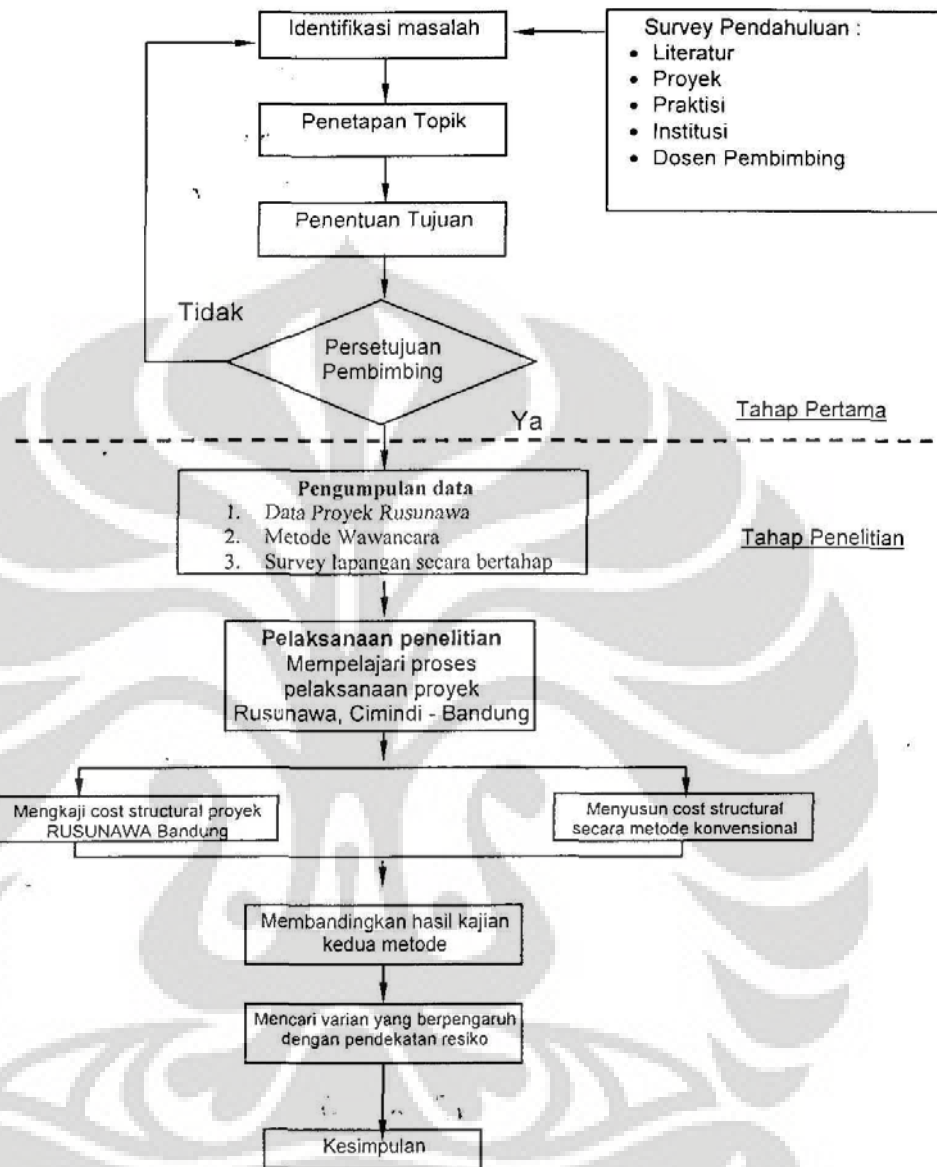 Identifikasi masalah
Survey Pendahuluan :
• Literatur
• Proyek
• Praktisi
• Institusi
• Dosen Pembimbing
Penetapan Topik
Penentuan Tujuan
Tidak
Persetujuan
Pembimbing
Ya
Tahap Pertama
Pengumpulan data
1. Data Proyek Rusunawa
2. Metode Wawancara
3. Survey lapangan secara bertahap
Tahap Penelitian
Pelaksanaan penelitian
Mempelajari proses
pelaksanaan proyek
Rusunawa, Cimindi - Bandung
Mengkaji cost structural proyek
RUSUNAWA Bandung
Menyusun cost structural
secara metode konvensional
Membandingkan hasil kajian
kedua metode
Mencari varian yang berpengaruh
dengan pendekatan resiko
Kesimpulan